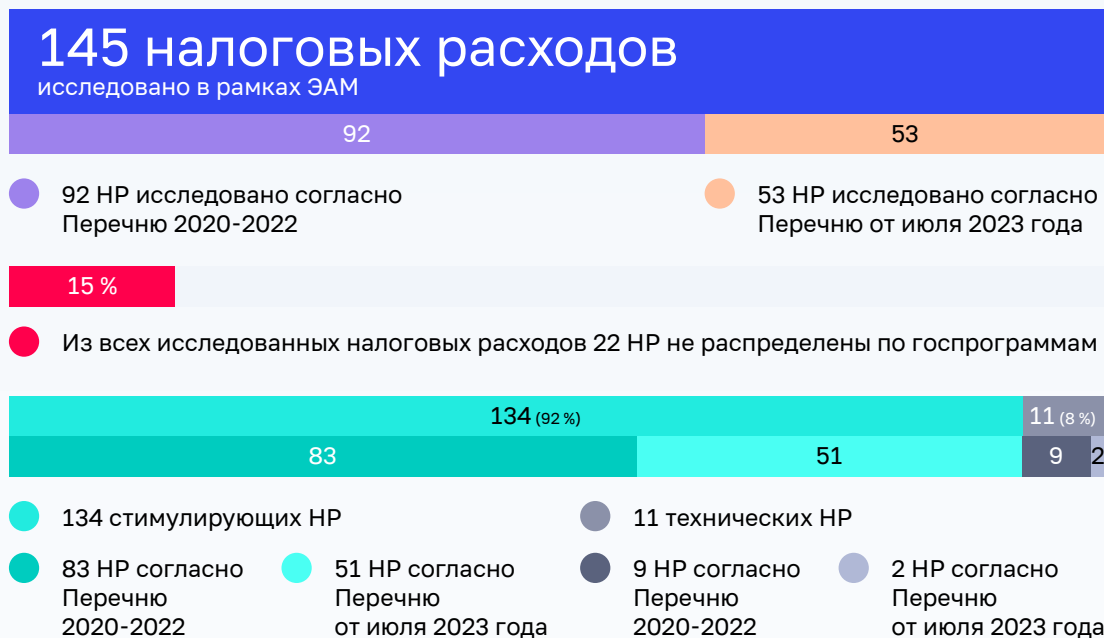 145 налоговых расходов
исследовано в рамках ЭАМ
92 53
92 НР исследовано согласно
Перечню 2020-2022
53 НР исследовано согласно
Перечню от июля 2023 года
15 %
Из всех исследованных налоговых расходов 22 НР не распределены по госпрограммам
134 (92 %) 11 (8 %)
83 51 9 2
134 стимулирующих НР
11 технических НР
83 НР согласно
Перечню
2020-2022
51 НР согласно
Перечню
от июля 2023 года
9 НР согласно
Перечню
2020-2022
2 НР согласно
Перечню
от июля 2023 года